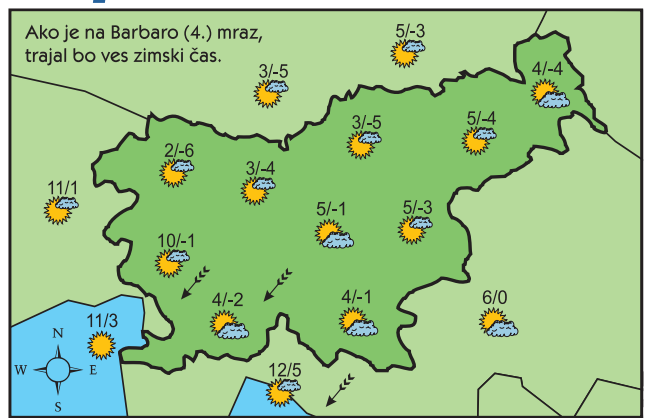 Ako je na Barbaro (4.) mraz,
trajal bo ves zimski čas.
5/-3
3/-5
4/-4
3/-5
5/-4
2/-6
3/-4
11/1
5/-1
5/-3
10/-1
4/-2
4/-1
6/0
11/3
N
W
E
S
12/5